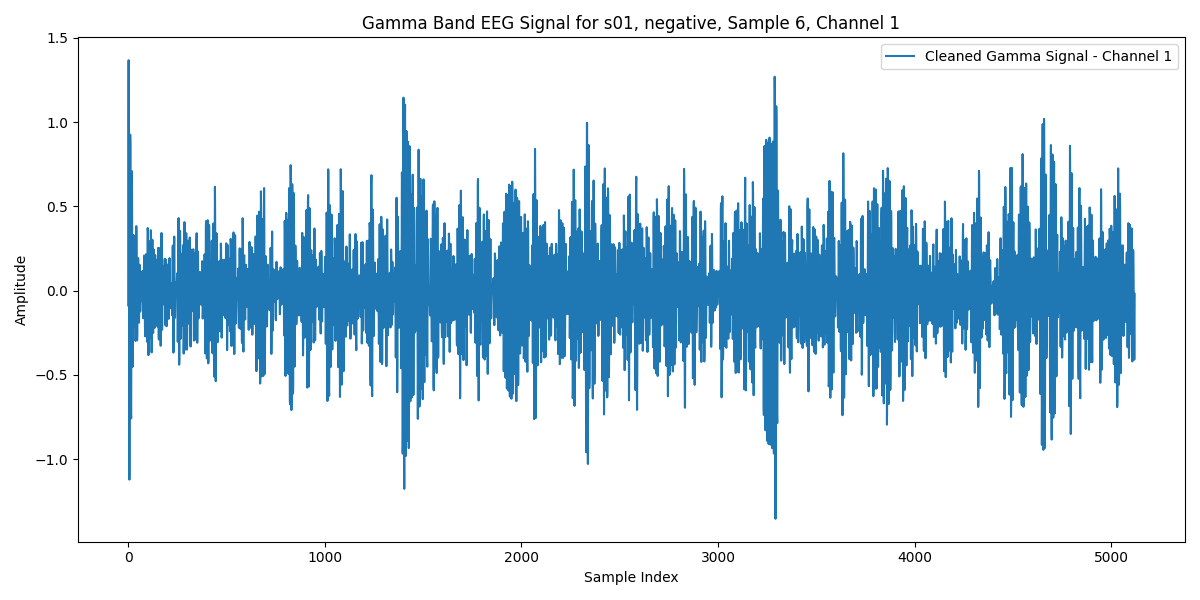 Gamma Band EEG Signal for s01, negative, Sample 6, Channel 1
Cleaned Gamma Signal - Channel 1
Amplitude
1.5
1.0
0.5
0.0
−0.5
−1.0
0 1000 2000 3000 4000 5000
Sample Index